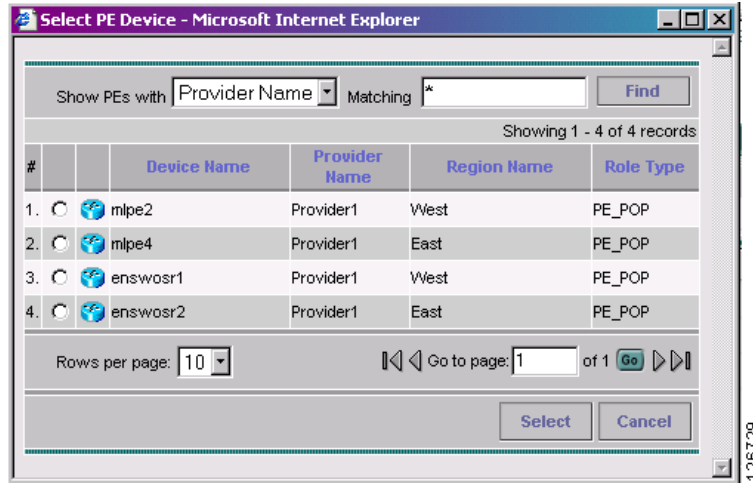 Select PE Device - Microsoft Internet Explorer
Show PEs with Provider Name Matching * Find
Showing 1 - 4 of 4 records
# Device Name Provider Name Region Name Role Type
1. mlpe2 Provider1 West PE_POP
2. mlpe4 Provider1 East PE_POP
3. enswosr1 Provider1 West PE_POP
4. enswosr2 Provider1 East PE_POP
Rows per page: 10 Go to page: 1 of 1 Go
Select Cancel
126729